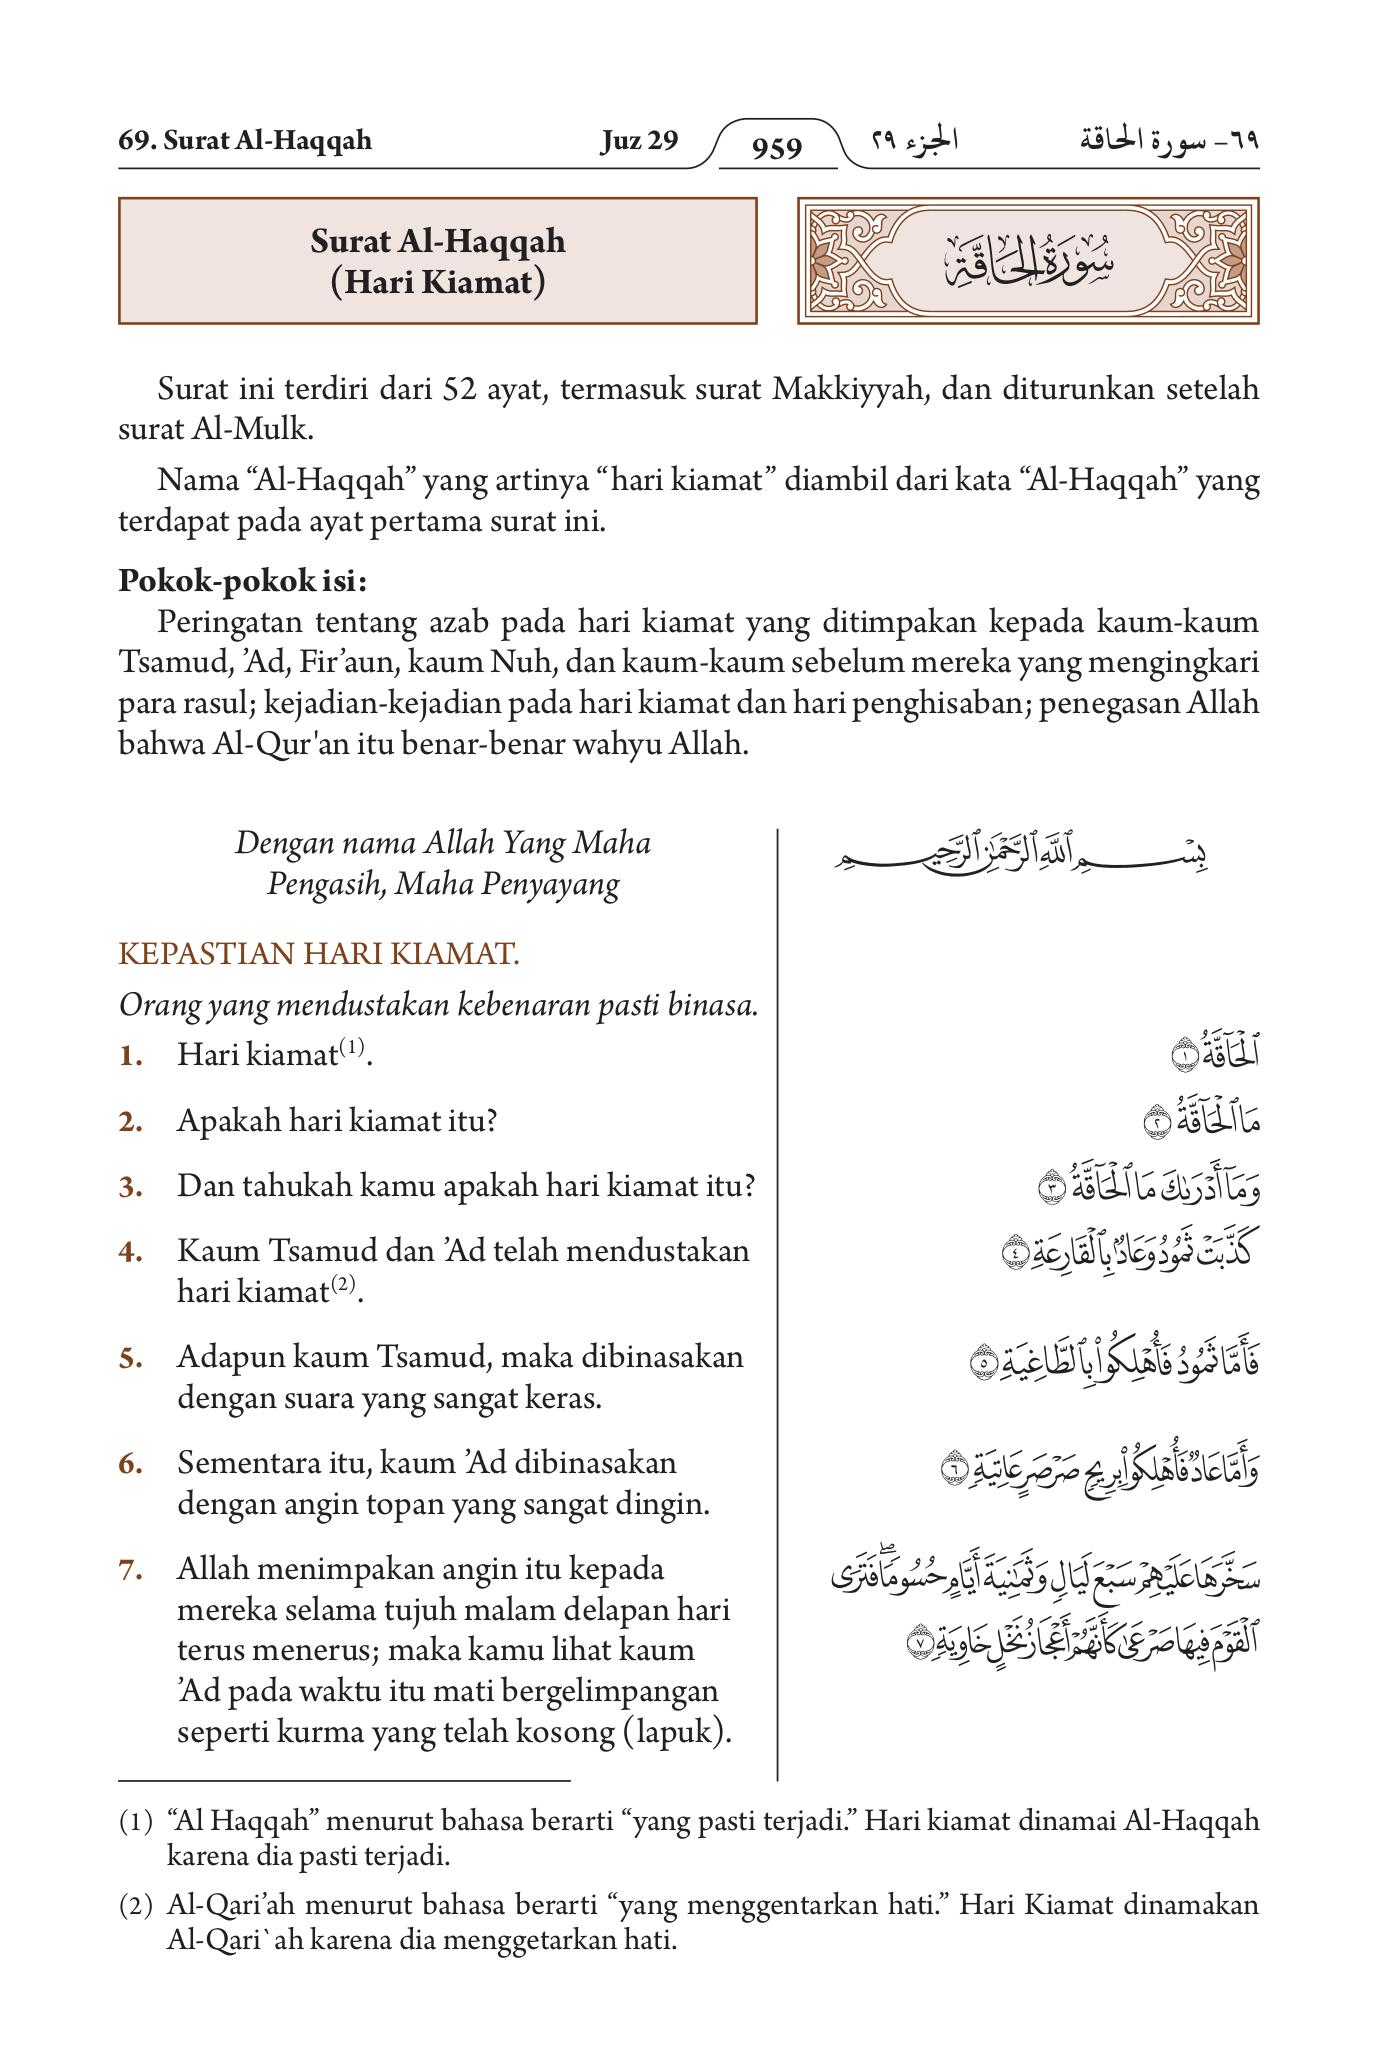 69. Surat Al-Haqqah Juz 29 959 الجزء ٢٩ ٦٩- سورة الحاقة
Surat Al-Haqqah
(Hari Kiamat)
سُورَةُ الحَاقَّةِ
Surat ini terdiri dari 52 ayat, termasuk surat Makkiyyah, dan diturunkan setelah
surat Al-Mulk.
Nama “Al-Haqqah” yang artinya “hari kiamat” diambil dari kata “Al-Haqqah” yang
terdapat pada ayat pertama surat ini.
Pokok-pokok isi:
Peringatan tentang azab pada hari kiamat yang ditimpakan kepada kaum-kaum
Tsamud, ’Ad, Fir’aun, kaum Nuh, dan kaum-kaum sebelum mereka yang mengingkari
para rasul; kejadian-kejadian pada hari kiamat dan hari penghisaban; penegasan Allah
bahwa Al-Qur'an itu benar-benar wahyu Allah.
Dengan nama Allah Yang Maha
Pengasih, Maha Penyayang
KEPASTIAN HARI KIAMAT.
Orang yang mendustakan kebenaran pasti binasa.
1. Hari kiamat(1).
2. Apakah hari kiamat itu?
3. Dan tahukah kamu apakah hari kiamat itu?
4. Kaum Tsamud dan ’Ad telah mendustakan
hari kiamat(2).
5. Adapun kaum Tsamud, maka dibinasakan
dengan suara yang sangat keras.
6. Sementara itu, kaum ’Ad dibinasakan
dengan angin topan yang sangat dingin.
7. Allah menimpakan angin itu kepada
mereka selama tujuh malam delapan hari
terus menerus; maka kamu lihat kaum
’Ad pada waktu itu mati bergelimpangan
seperti kurma yang telah kosong (lapuk).
بِسْمِ ٱللَّهِ ٱلرَّحْمَٰنِ ٱلرَّحِيمِ
ٱلْحَآقَّةُ ١
مَا ٱلْحَآقَّةُ ٢
وَمَآ أَدْرَىٰكَ مَا ٱلْحَآقَّةُ ٣
كَذَّبَتْ ثَمُودُ وَعَادٌۢ بِٱلْقَارِعَةِ ٤
فَأَمَّا ثَمُودُ فَأُهْلِكُوا۟ بِٱلطَّاغِيَةِ ٥
وَأَمَّا عَادٌ فَأُهْلِكُوا۟ بِرِيحٍ صَرْصَرٍ عَاتِيَةٍ ٦
سَخَّرَهَا عَلَيْهِمْ سَبْعَ لَيَالٍ وَثَمَٰنِيَةَ أَيَّامٍ حُسُومًا ۖ فَتَرَى
ٱلْقَوْمَ فِيهَا صَرْعَىٰ كَأَنَّهُمْ أَعْجَازُ نَخْلٍ خَاوِيَةٍ ٧
(1) “Al Haqqah” menurut bahasa berarti “yang pasti terjadi.” Hari kiamat dinamai Al-Haqqah
karena dia pasti terjadi.
(2) Al-Qari’ah menurut bahasa berarti “yang menggentarkan hati.” Hari Kiamat dinamakan
Al-Qari`ah karena dia menggetarkan hati.